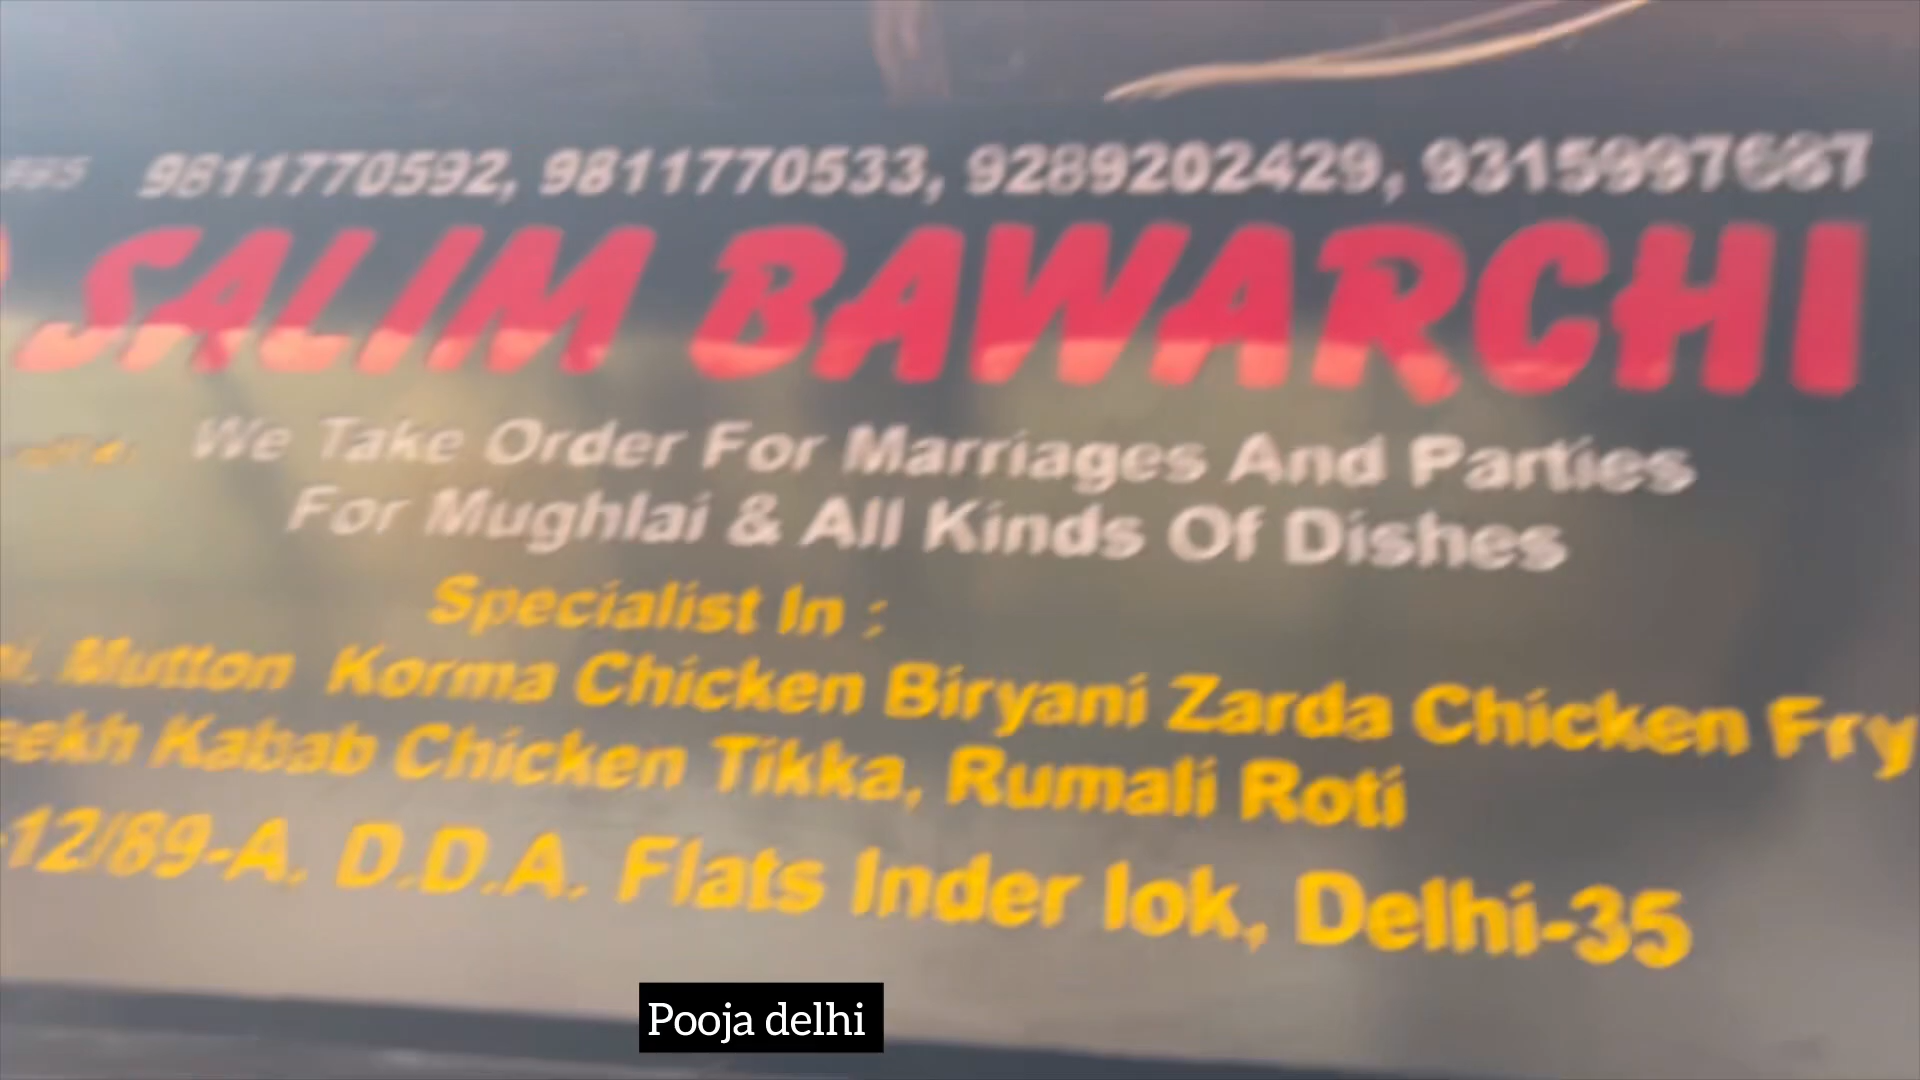 9811770592, 9811770533, 9289202429, 9315997687
SALIM BAWARCHI
We Take Order For Marriages And Parties
For Mughlai & All Kinds Of Dishes
Specialist In :
Mutton Korma Chicken Biryani Zarda Chicken Fry
Kabab Chicken Tikka, Rumali Roti
12/89-A, D.D.A. Flats Inder lok, Delhi-35
Pooja delhi